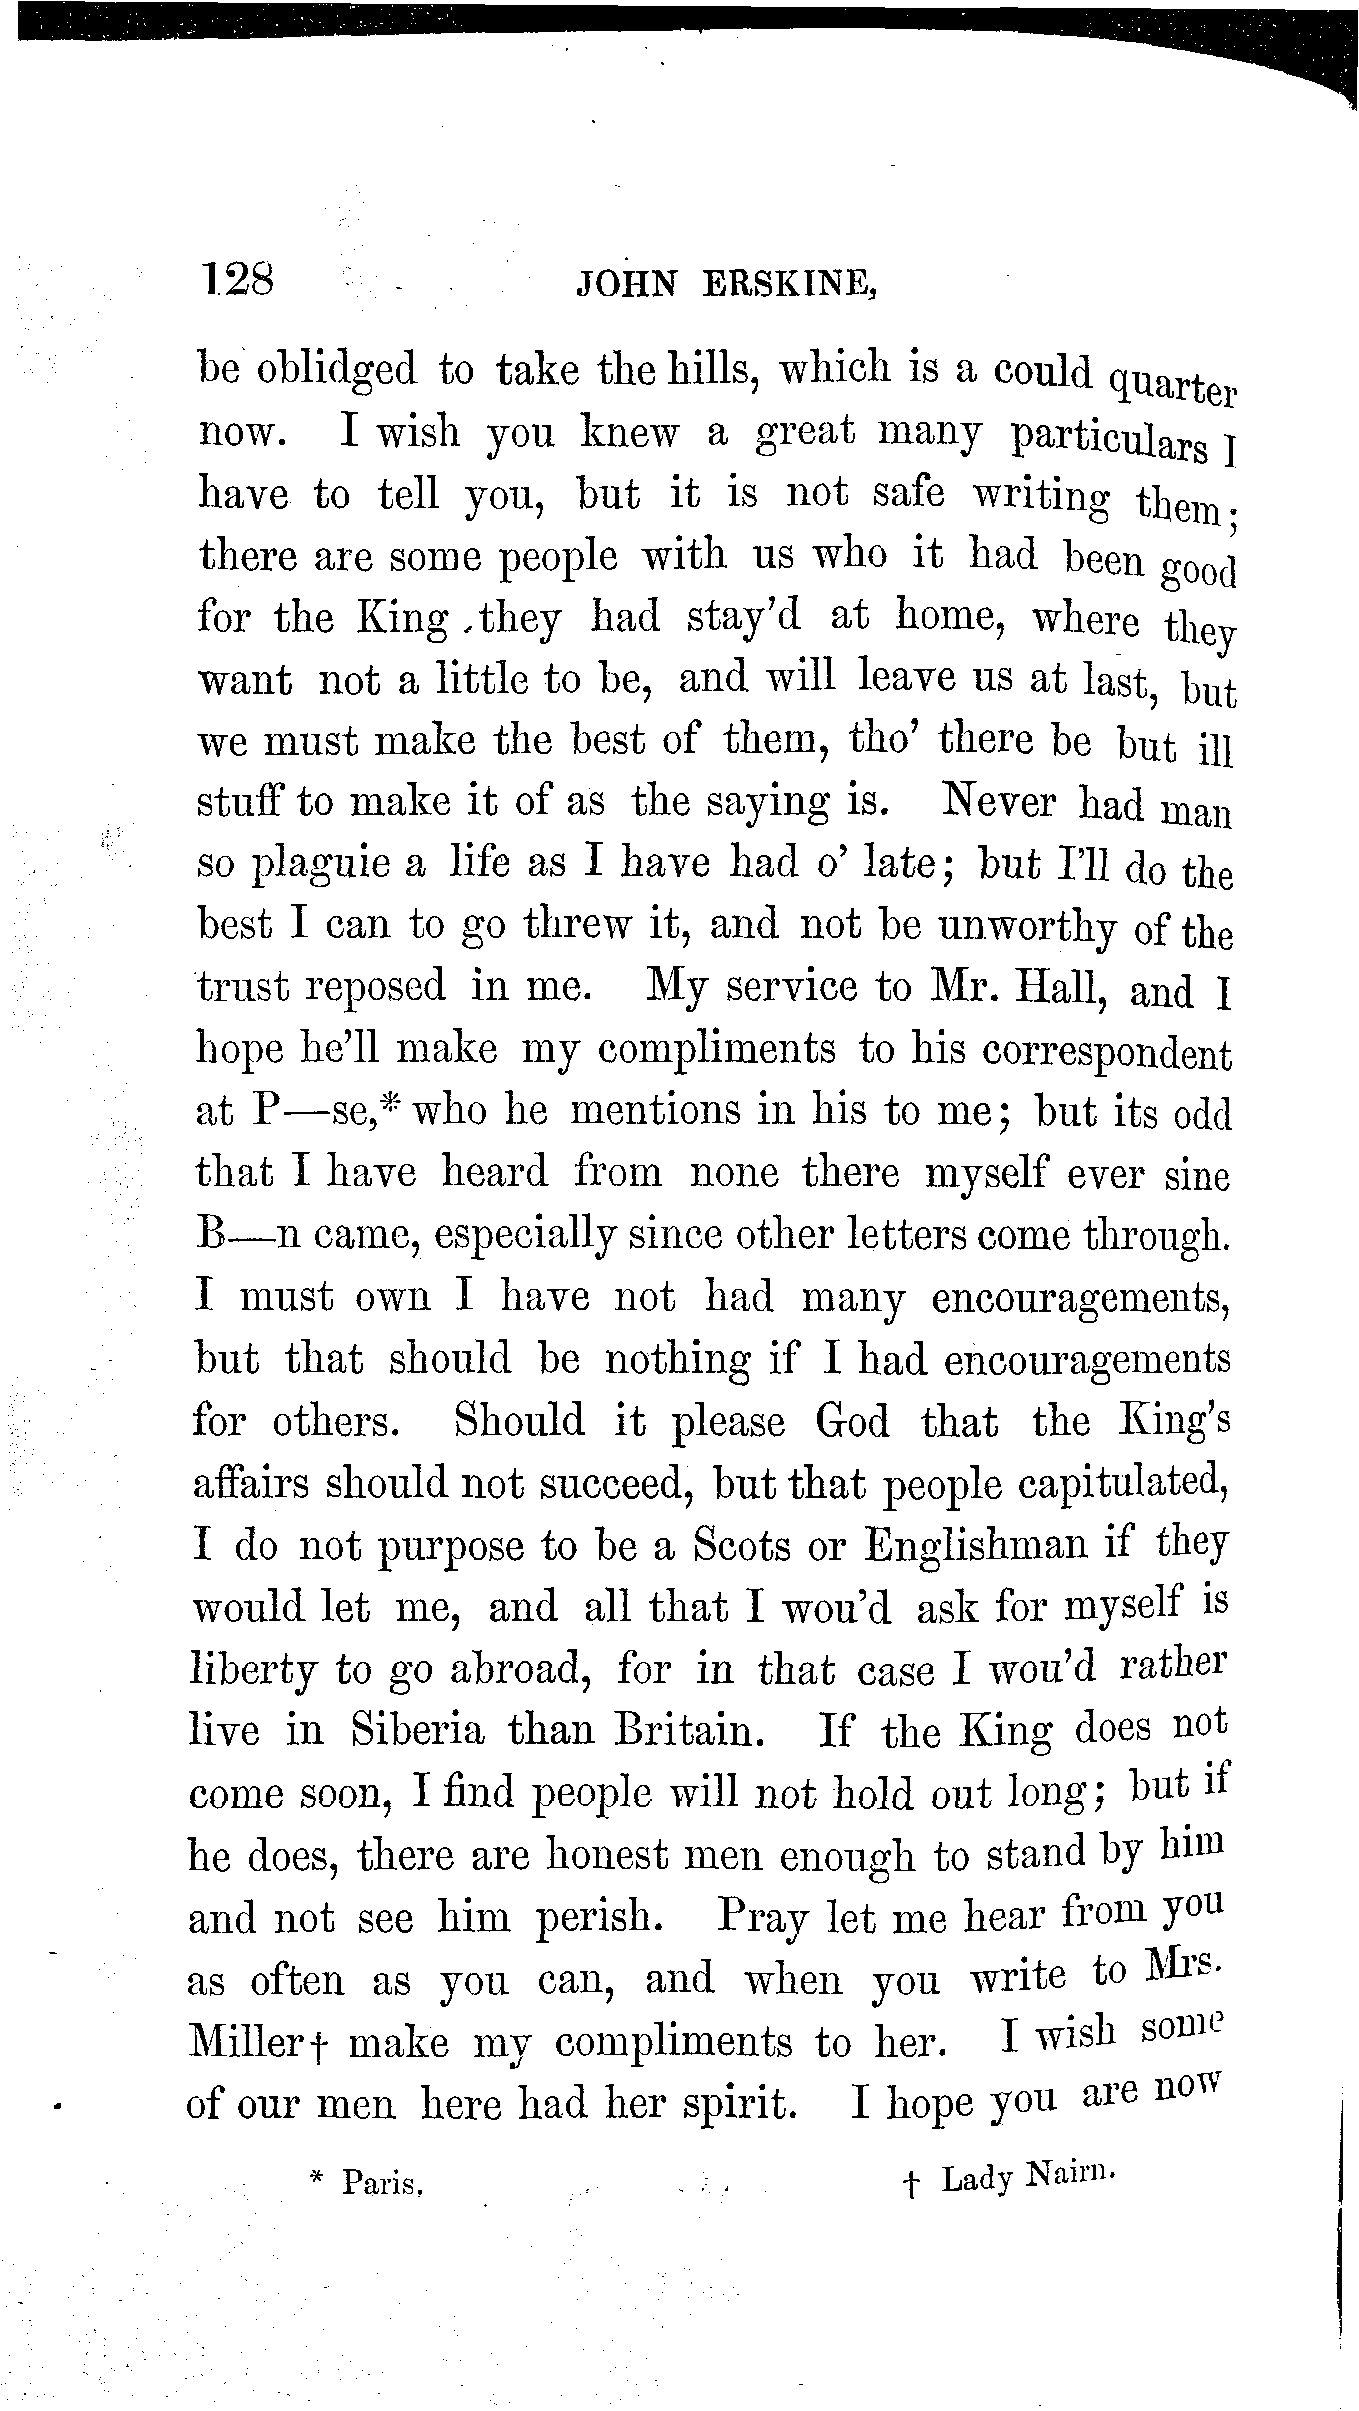 128 JOHN ERSKINE,
be oblidged to take the hills, which is a could quarter
now. I wish you knew a great many particulars I
have to tell you, but it is not safe writing them;
there are some people with us who it had been good
for the King they had stay'd at home, where they
want not a little to be, and will leave us at last, but
we must make the best of them, tho' there be but ill
stuff to make it of as the saying is. Never had man
so plaguie a life as I have had o' late; but I'll do the
best I can to go threw it, and not be unworthy of the
trust reposed in me. My service to Mr. Hall, and I
hope he'll make my compliments to his correspondent
at P—se,* who he mentions in his to me; but its odd
that I have heard from none there myself ever sine
B—n came, especially since other letters come through.
I must own I have not had many encouragements,
but that should be nothing if I had encouragements
for others. Should it please God that the King's
affairs should not succeed, but that people capitulated,
I do not purpose to be a Scots or Englishman if they
would let me, and all that I wou'd ask for myself is
liberty to go abroad, for in that case I wou'd rather
live in Siberia than Britain. If the King does not
come soon, I find people will not hold out long; but if
he does, there are honest men enough to stand by him
and not see him perish. Pray let me hear from you
as often as you can, and when you write to Mrs.
Miller† make my compliments to her. I wish some
of our men here had her spirit. I hope you are now
* Paris. † Lady Nairn.